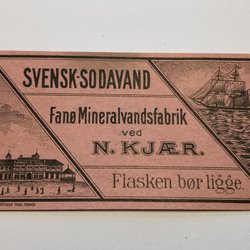 SVENSK-SODAVAND
Fanø Mineralvandsfabrik
ved
N. KJÆR.
Flasken bør ligge.